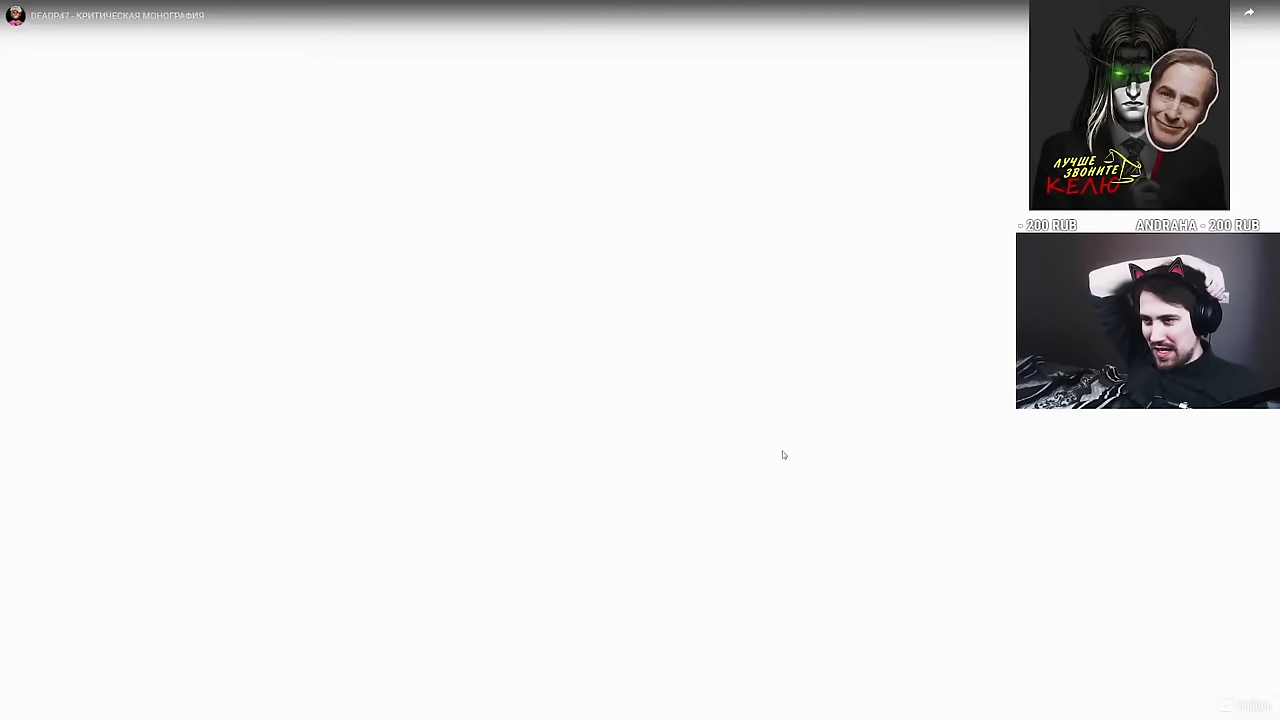 DEADP47 - КРИТИЧЕСКАЯ МОНОГРАФИЯ
ЛУЧШЕ
ЗВОНИТЕ
КЕЛЮ
- 200 RUB ANDRAHA - 200 RUB